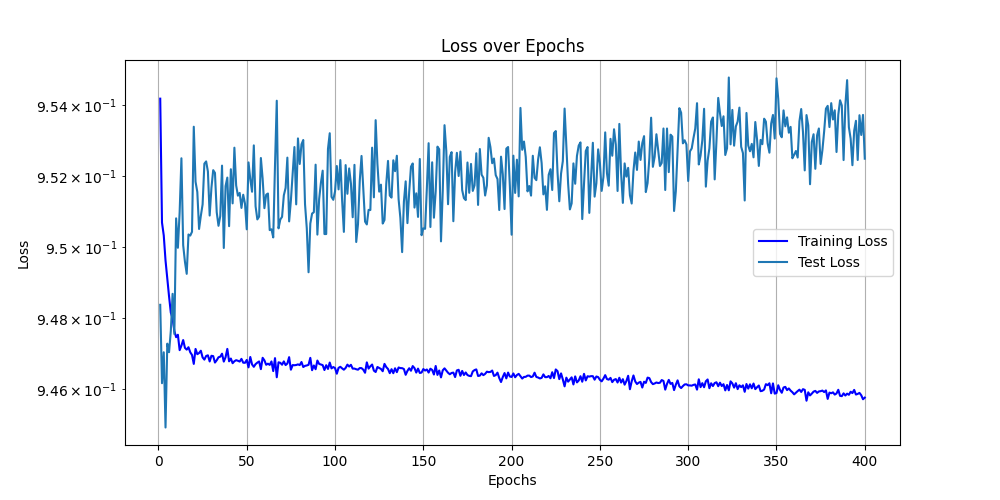 Loss over Epochs
9.54 × 10⁻¹
9.52 × 10⁻¹
9.5 × 10⁻¹
9.48 × 10⁻¹
9.46 × 10⁻¹
Loss
Training Loss
Test Loss
0 50 100 150 200 250 300 350 400
Epochs